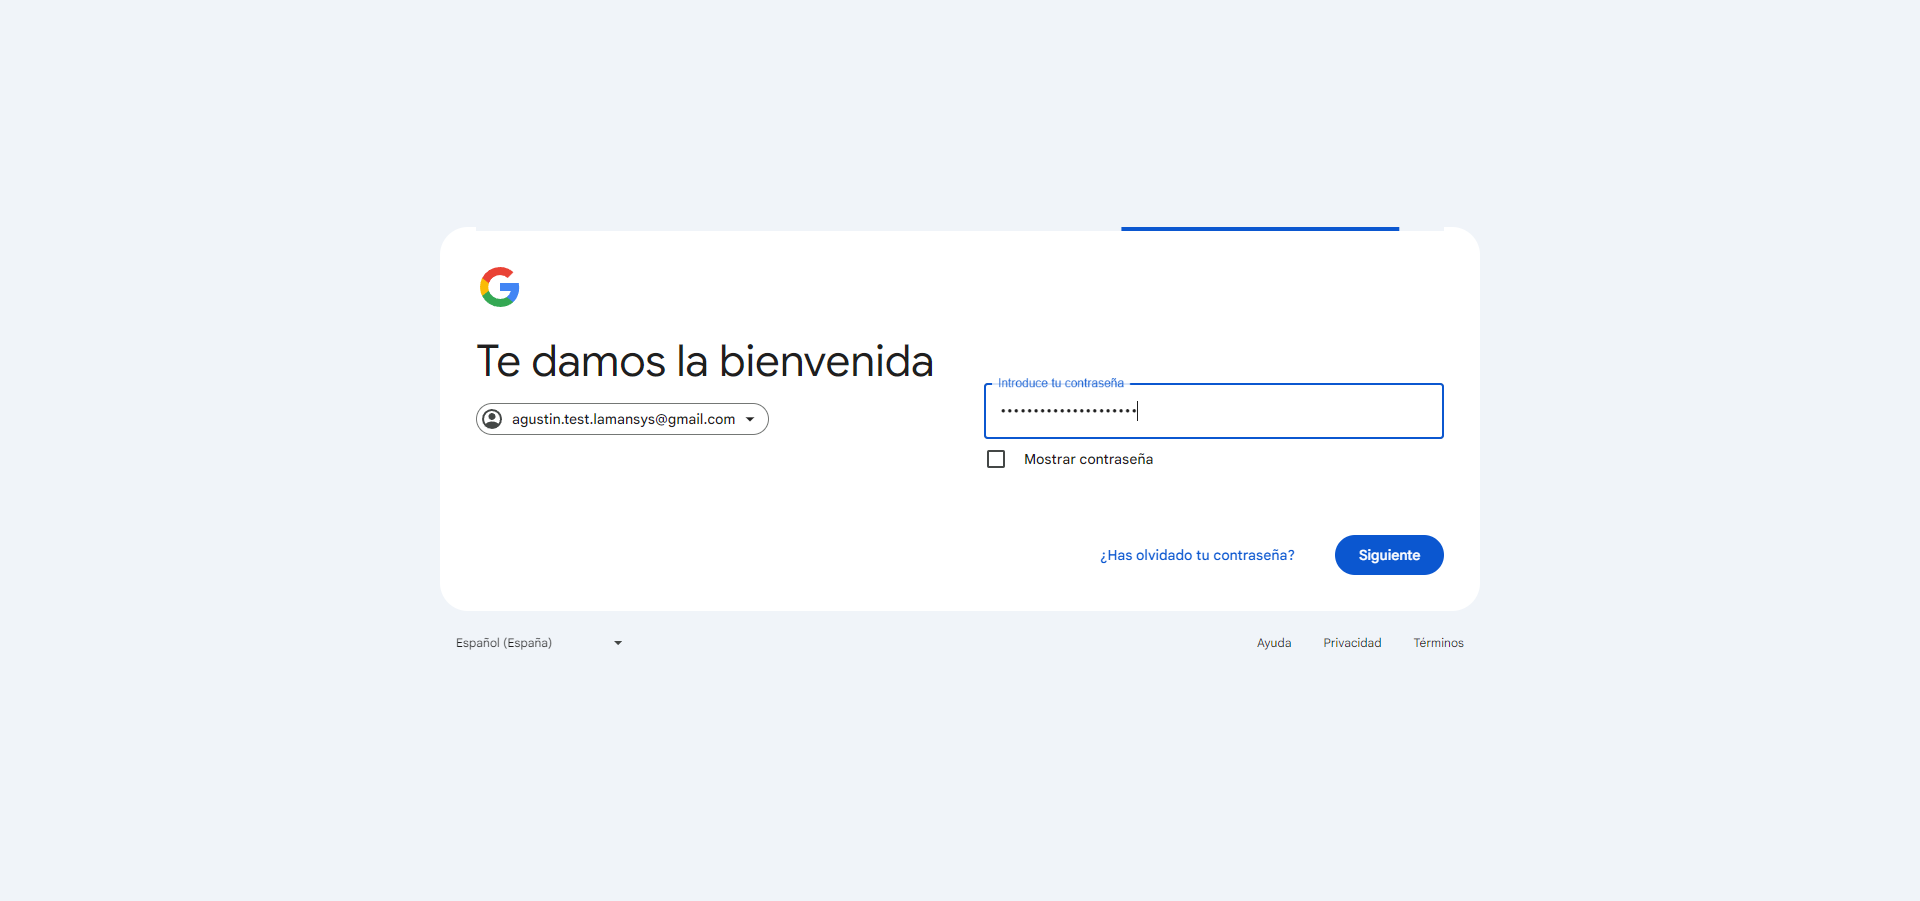 Te damos la bienvenida
agustin.test.lamansys@gmail.com
Introduce tu contraseña
•••••••••••••••••••••
Mostrar contraseña
¿Has olvidado tu contraseña?
Siguiente
Español (España)
Ayuda
Privacidad
Términos